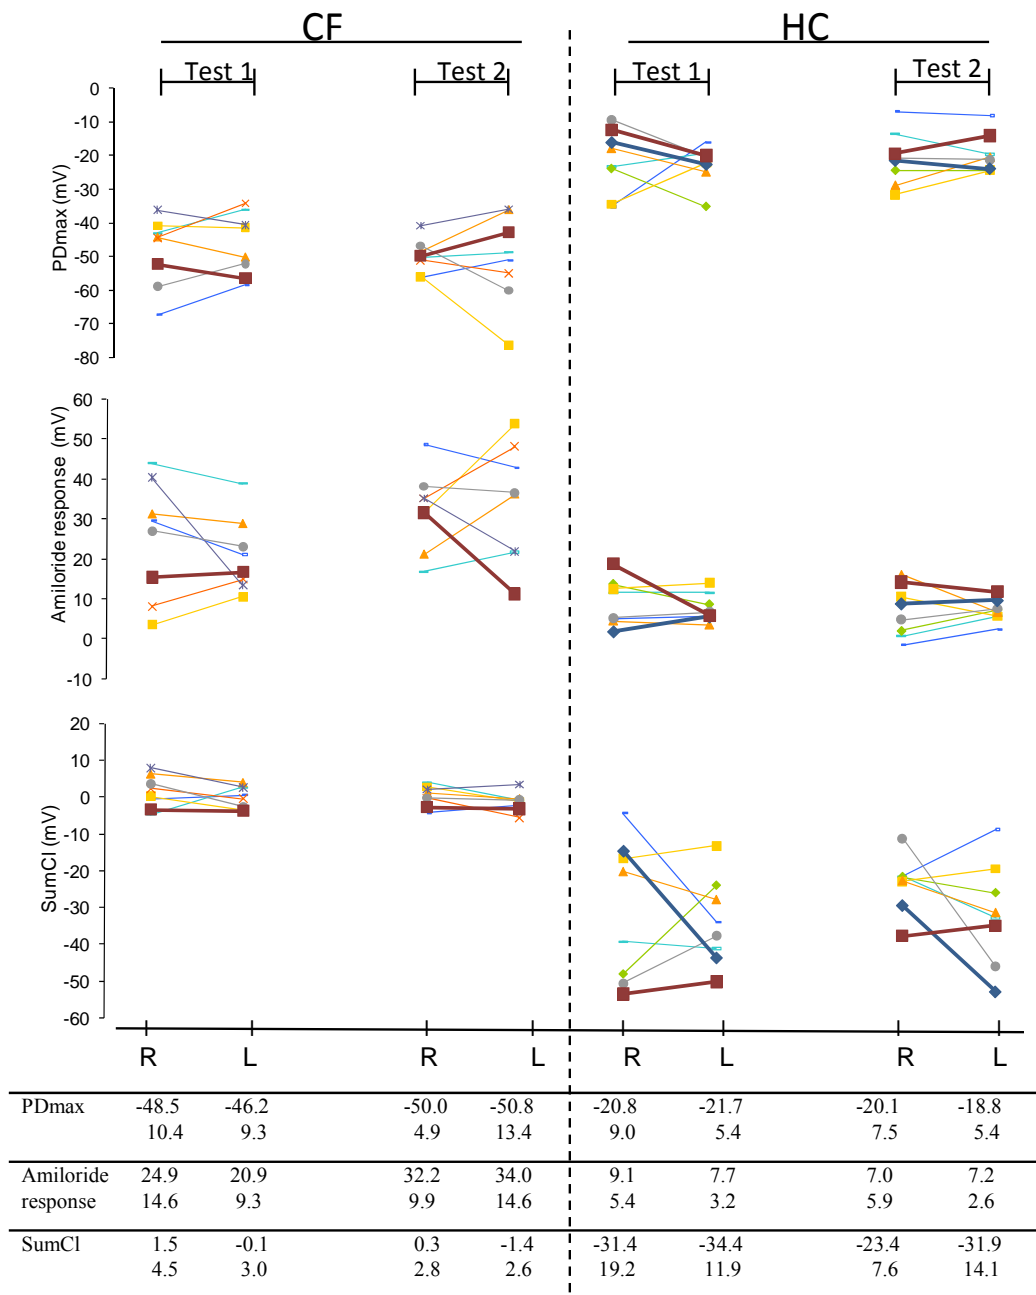 CF HC
Test 1 Test 2 Test 1 Test 2
PDmax (mV)
0
-10
-20
-30
-40
-50
-60
-70
-80
Amiloride response (mV)
60
50
40
30
20
10
0
-10
SumCl (mV)
20
10
0
-10
-20
-30
-40
-50
-60
R L R L R L R L
PDmax -48.5 -46.2 -50.0 -50.8 -20.8 -21.7 -20.1 -18.8
10.4 9.3 4.9 13.4 9.0 5.4 7.5 5.4
Amiloride 24.9 20.9 32.2 34.0 9.1 7.7 7.0 7.2
response 14.6 9.3 9.9 14.6 5.4 3.2 5.9 2.6
SumCl 1.5 -0.1 0.3 -1.4 -31.4 -34.4 -23.4 -31.9
4.5 3.0 2.8 2.6 19.2 11.9 7.6 14.1